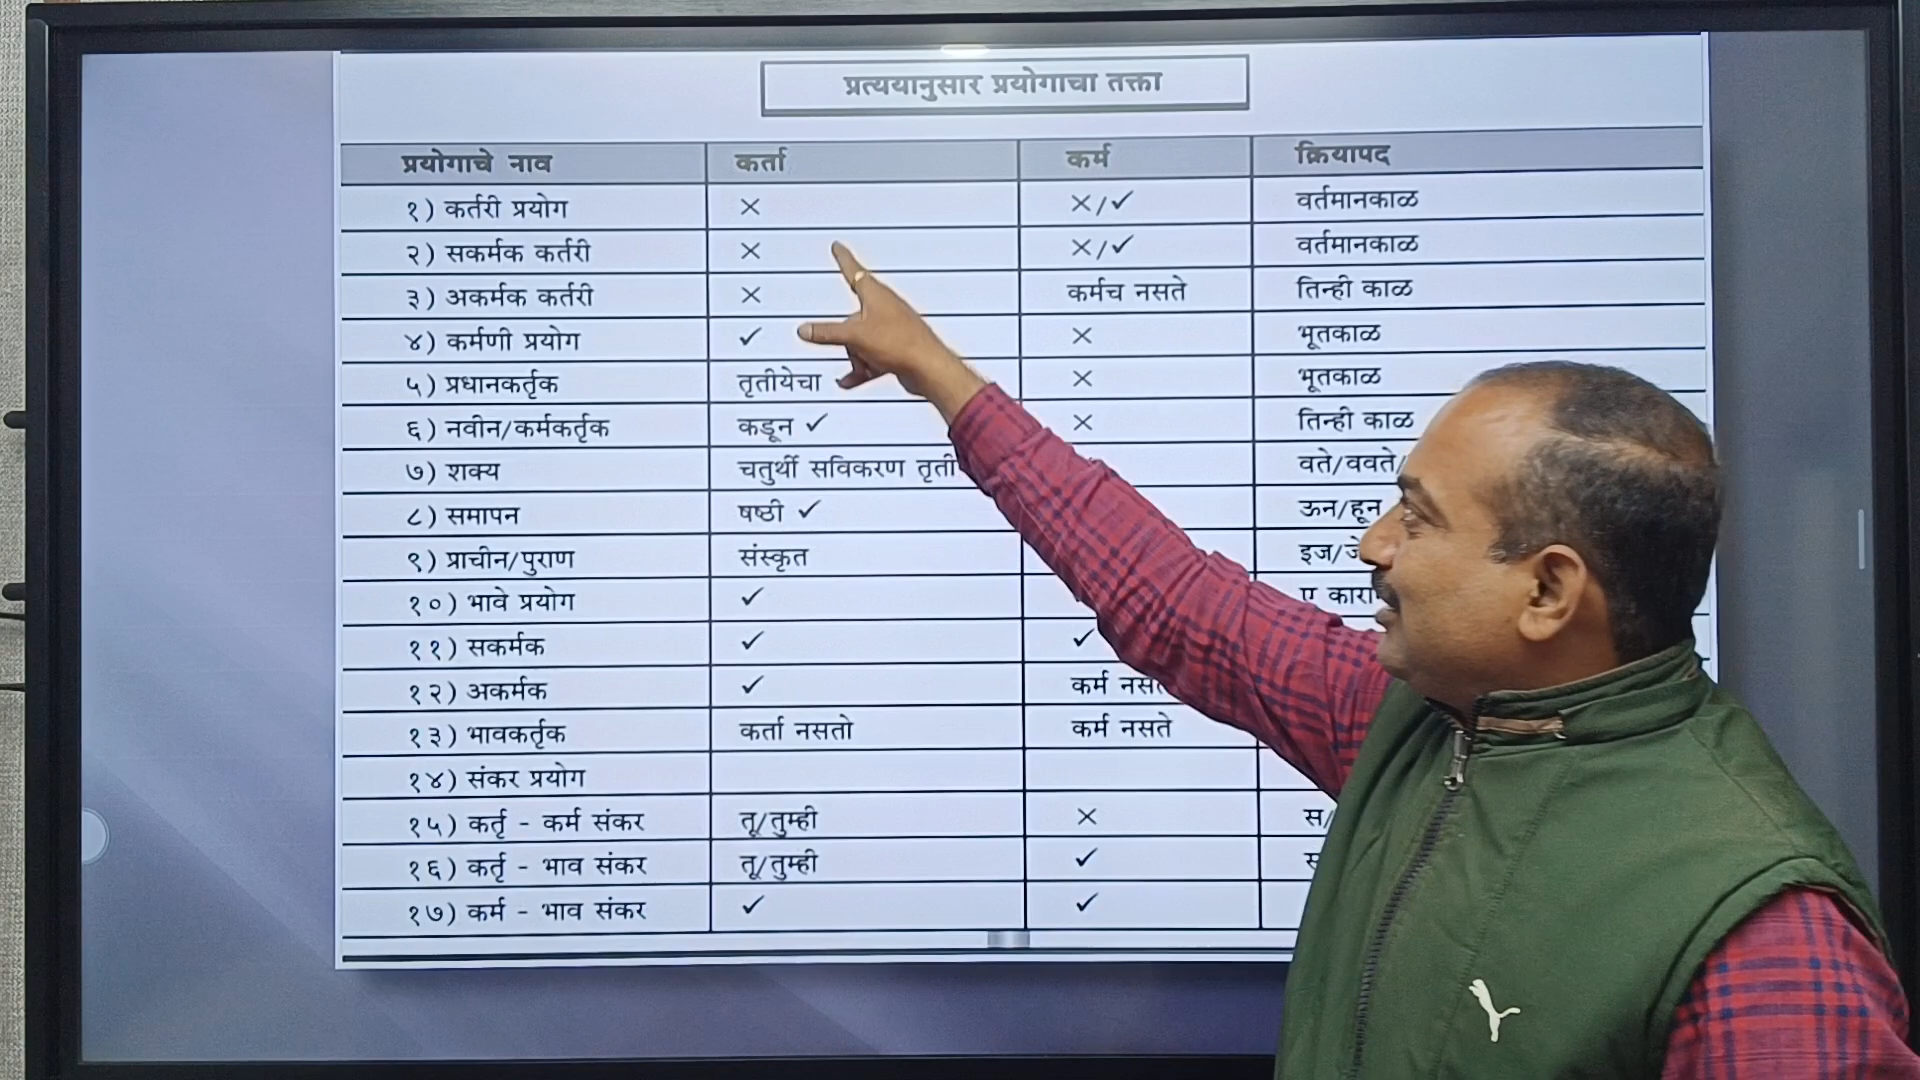 प्रत्ययानुसार प्रयोगाचा तक्ता
प्रयोगाचे नाव कर्ता कर्म क्रियापद
१) कर्तरी प्रयोग × ×/✓ वर्तमानकाळ
२) सकर्मक कर्तरी × ×/✓ वर्तमानकाळ
३) अकर्मक कर्तरी × कर्मच नसते तिन्ही काळ
४) कर्मणी प्रयोग ✓ × भूतकाळ
५) प्रधानकर्तृक तृतीयेचा × भूतकाळ
६) नवीन/कर्मकर्तृक कडून ✓ × तिन्ही काळ
७) शक्य चतुर्थी सविकरण वते/ववते/
८) समापन षष्ठी ✓ ऊन/हून
९) प्राचीन/पुराण संस्कृत इज/
१०) भावे प्रयोग ✓ ए
११) सकर्मक ✓ ✓
१२) अकर्मक ✓ कर्म
१३) भावकर्तृक कर्ता नसतो कर्म नसते
१४) संकर प्रयोग
१५) कर्तृ - कर्म संकर तू/तुम्ही × स/
१६) कर्तृ - भाव संकर तू/तुम्ही ✓
१७) कर्म - भाव संकर ✓ ✓